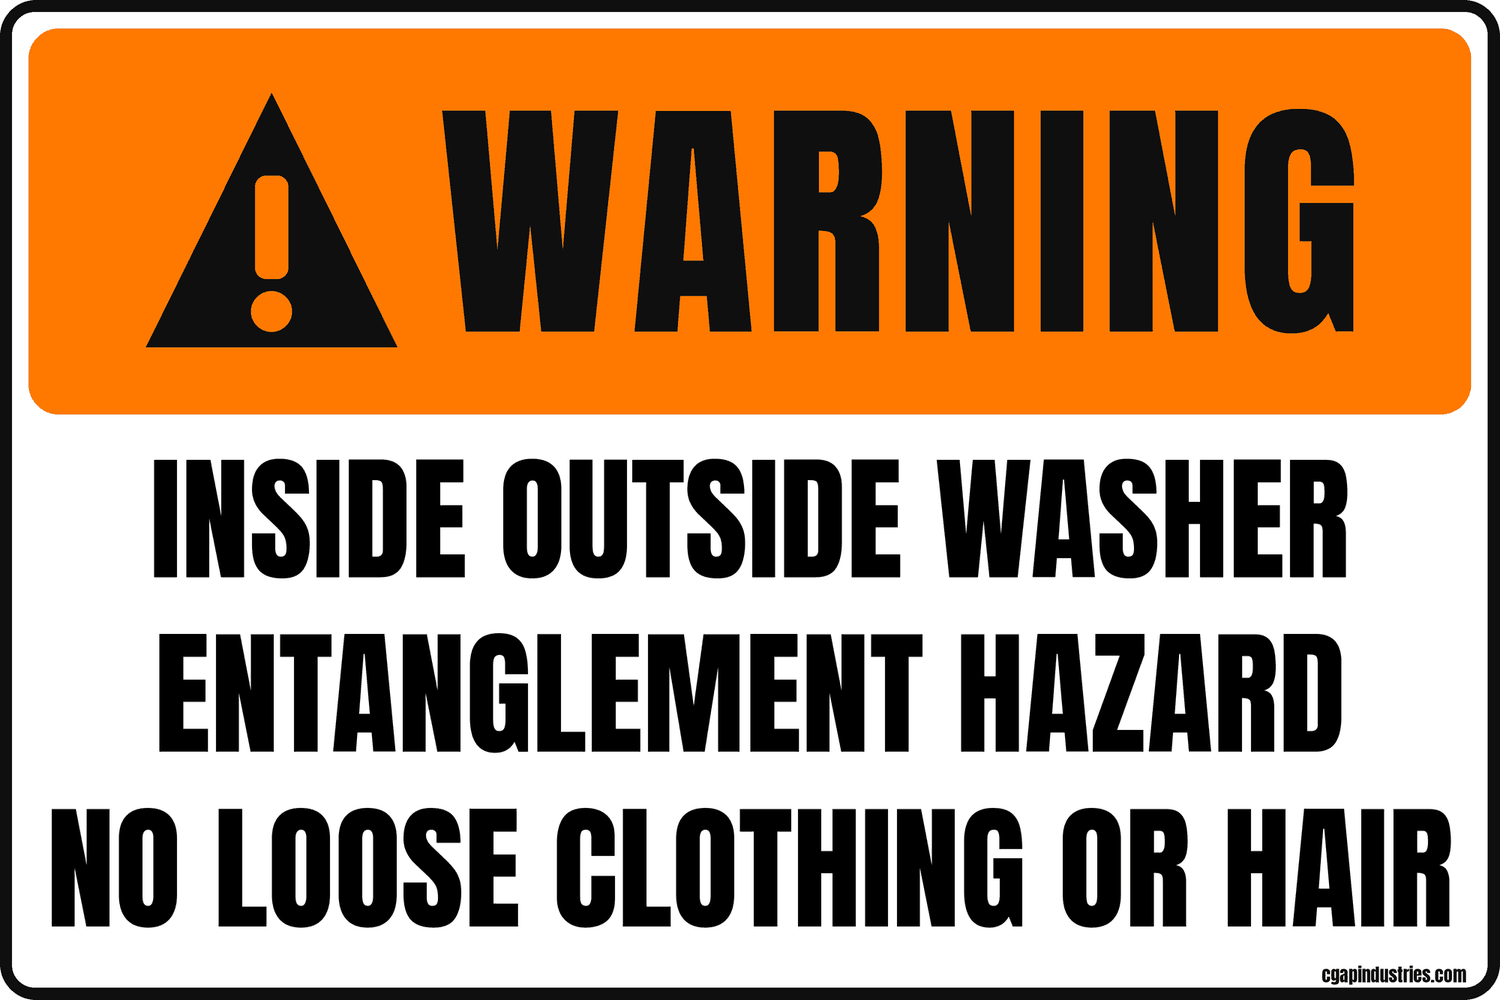 WARNING
INSIDE OUTSIDE WASHER
ENTANGLEMENT HAZARD
NO LOOSE CLOTHING OR HAIR
cgapindustries.com